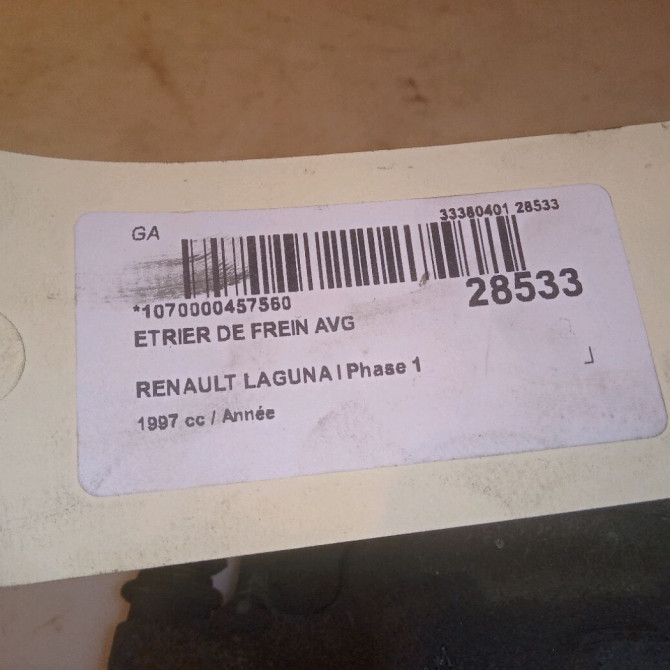 GA
33380401 28533
28533
*1070000457560
ETRIER DE FREIN AVG
RENAULT LAGUNA I Phase 1
1997 cc / Année